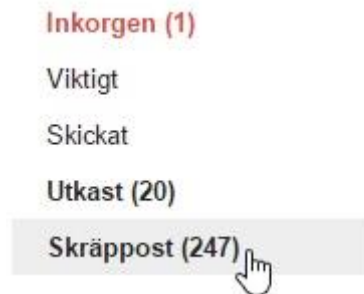 Inkorgen (1)
Viktigt
Skickat
Utkast (20)
Skräppost (247)